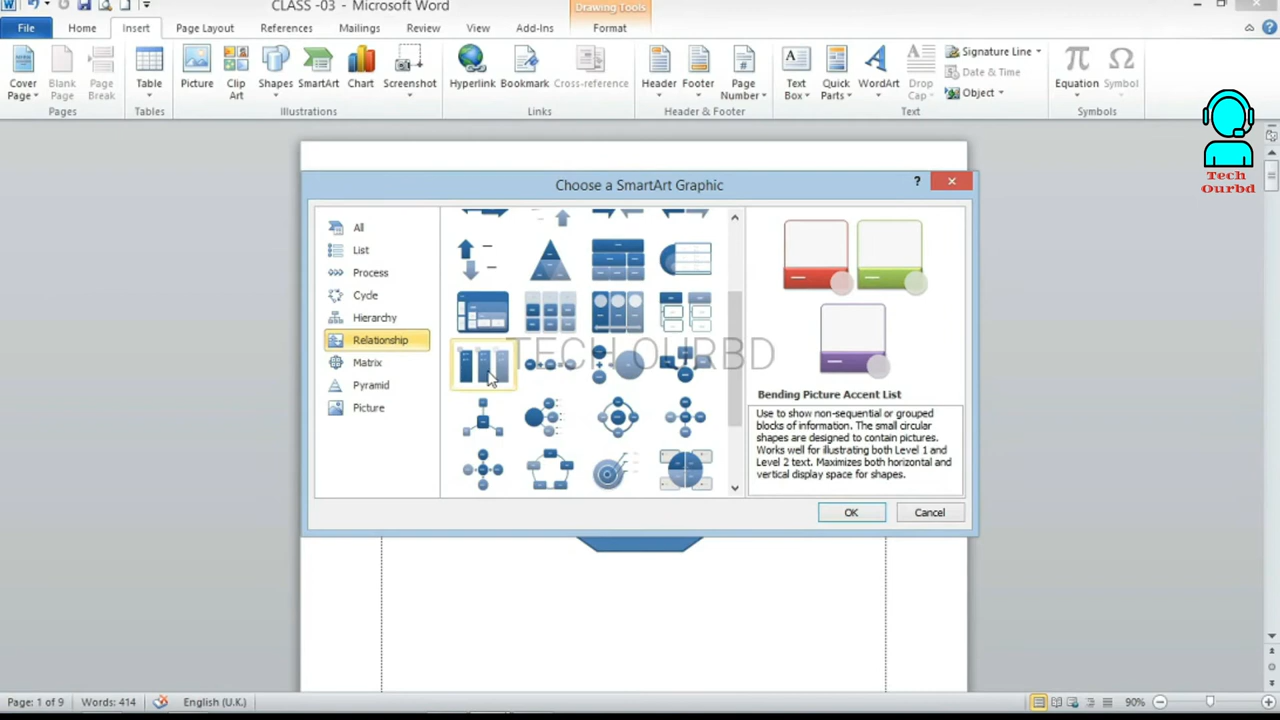 CLASS -03 - Microsoft Word
Drawing Tools
File Home Insert Page Layout References Mailings Review View Add-Ins Format
Cover Page
Blank Page
Page Break
Table
Picture
Clip Art
Shapes
SmartArt
Chart
Screenshot
Hyperlink
Bookmark
Cross-reference
Header
Footer
Page Number
Text Box
Quick Parts
WordArt
Drop Cap
Signature Line
Date & Time
Object
Equation
Symbol
Pages Tables Illustrations Links Header & Footer Text Symbols
Tech
Ourbd
Choose a SmartArt Graphic
?
All
List
Process
Cycle
Hierarchy
Relationship
Matrix
Pyramid
Picture
TECH OURBD
Bending Picture Accent List
Use to show non-sequential or grouped
blocks of information. The small circular
shapes are designed to contain pictures.
Works well for illustrating both Level 1 and
Level 2 text. Maximizes both horizontal and
vertical display space for shapes.
OK Cancel
Page: 1 of 9 Words: 414 English (U.K.) 90%